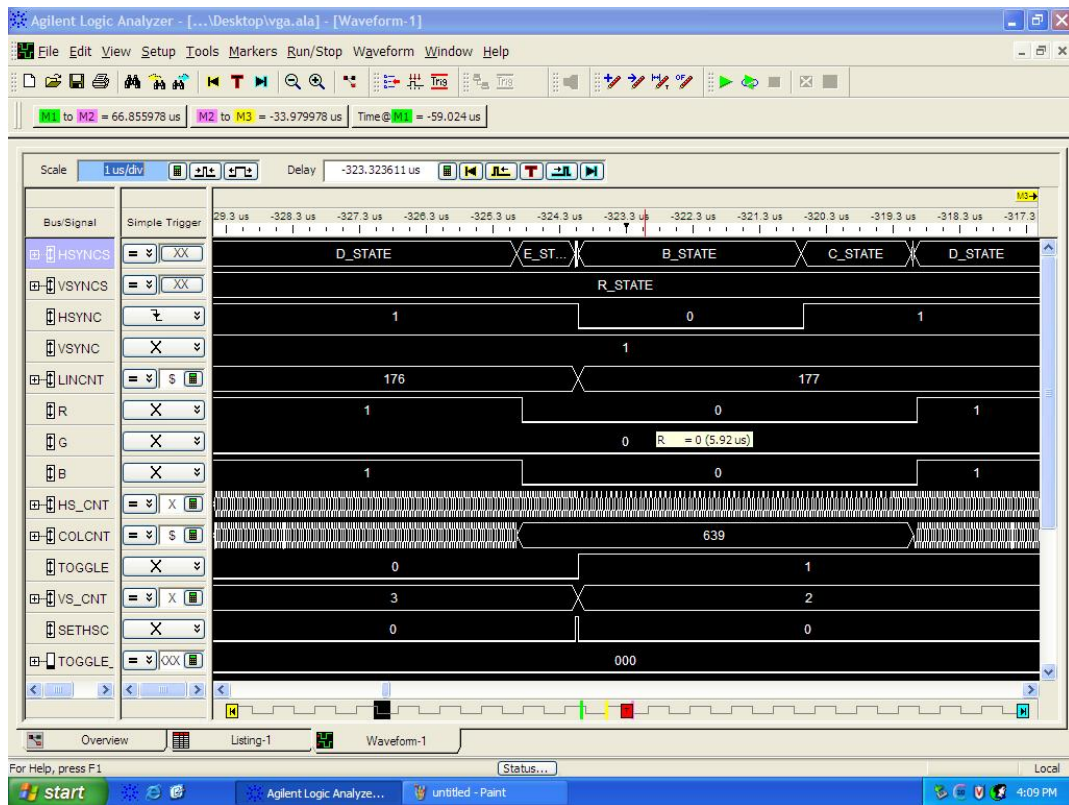 Agilent Logic Analyzer - [...\Desktop\vga.ala] - [Waveform-1]
File Edit View Setup Tools Markers Run/Stop Waveform Window Help
M1 to M2 = 66.855978 us M2 to M3 = -33.979978 us Time@M1 = -59.024 us
Scale 1 us/div Delay -323.323611 us
M3
Bus/Signal Simple Trigger 29.3 us -328.3 us -327.3 us -326.3 us -325.3 us -324.3 us -323.3 us -322.3 us -321.3 us -320.3 us -319.3 us -318.3 us -317.3
HSYNCS = XX D_STATE E_ST... B_STATE C_STATE D_STATE
VSYNCS = XX R_STATE
HSYNC 1 0 1
VSYNC X 1
LINCNT = $ 176 177
R X 1 0 1
G X 0 R = 0 (5.92 us)
B X 1 0 1
HS_CNT = X
COLCNT = $ 639
TOGGLE X 0 1
VS_CNT = X 3 2
SETHSC X 0 0
TOGGLE_ = XXX 000
Overview Listing-1 Waveform-1
For Help, press F1 Status... Local
start Agilent Logic Analyze... untitled - Paint 4:09 PM